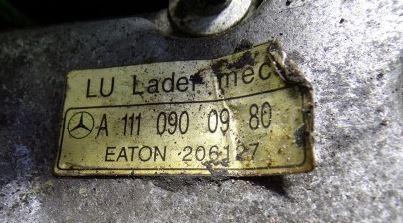 LU Lader mec
A 111 090 09 80
EATON 206127